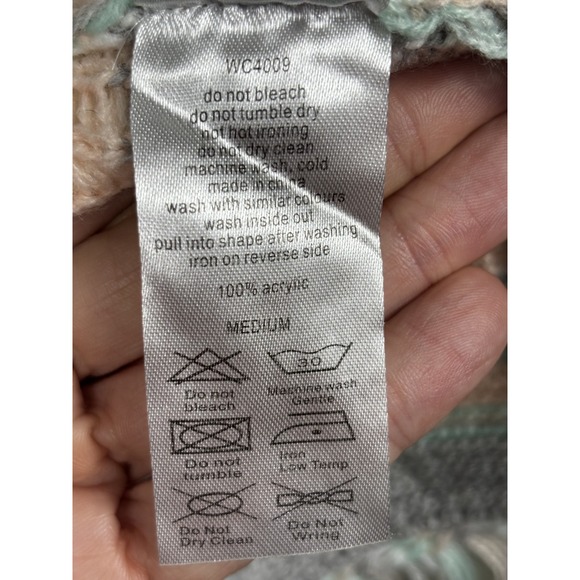 WC4009
do not bleach
do not tumble dry
not hot ironing
do not dry clean
machine wash, cold
made in china
wash with similar colours
wash inside out
pull into shape after washing
iron on reverse side
100% acrylic
MEDIUM
30
Do not
bleach
Machine wash
Gentle
Do not
tumble
Iron
Low Temp
Do Not
Dry Clean
Do Not
Wring